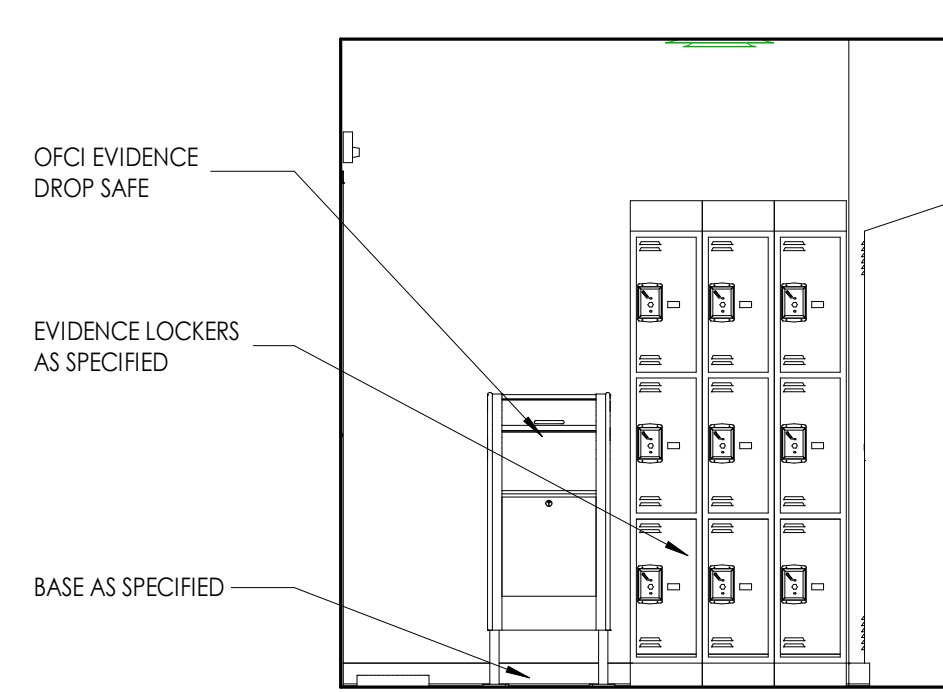 OFCI EVIDENCE
DROP SAFE
EVIDENCE LOCKERS
AS SPECIFIED
BASE AS SPECIFIED